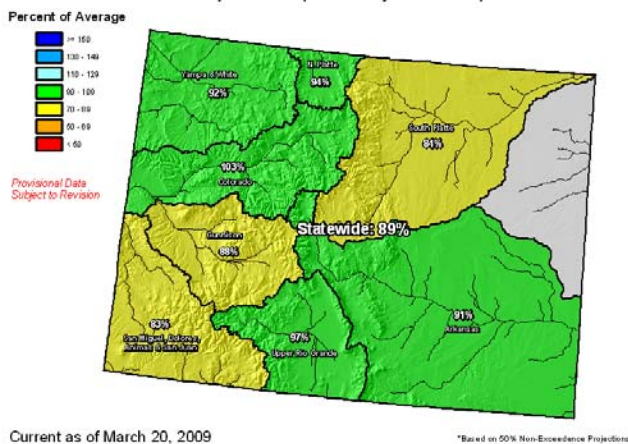 Percent of Average
>= 150
130 - 149
110 - 129
90 - 109
70 - 89
50 - 69
< 50
Provisional Data
Subject to Revision
Yampa & White
92%
N. Platte
94%
South Platte
84%
103%
Colorado
Statewide: 89%
Gunnison
88%
91%
Arkansas
83%
San Miguel, Dolores,
Animas & San Juan
97%
Upper Rio Grande
Current as of March 20, 2009
*Based on 50% Non-Exceedence Projections